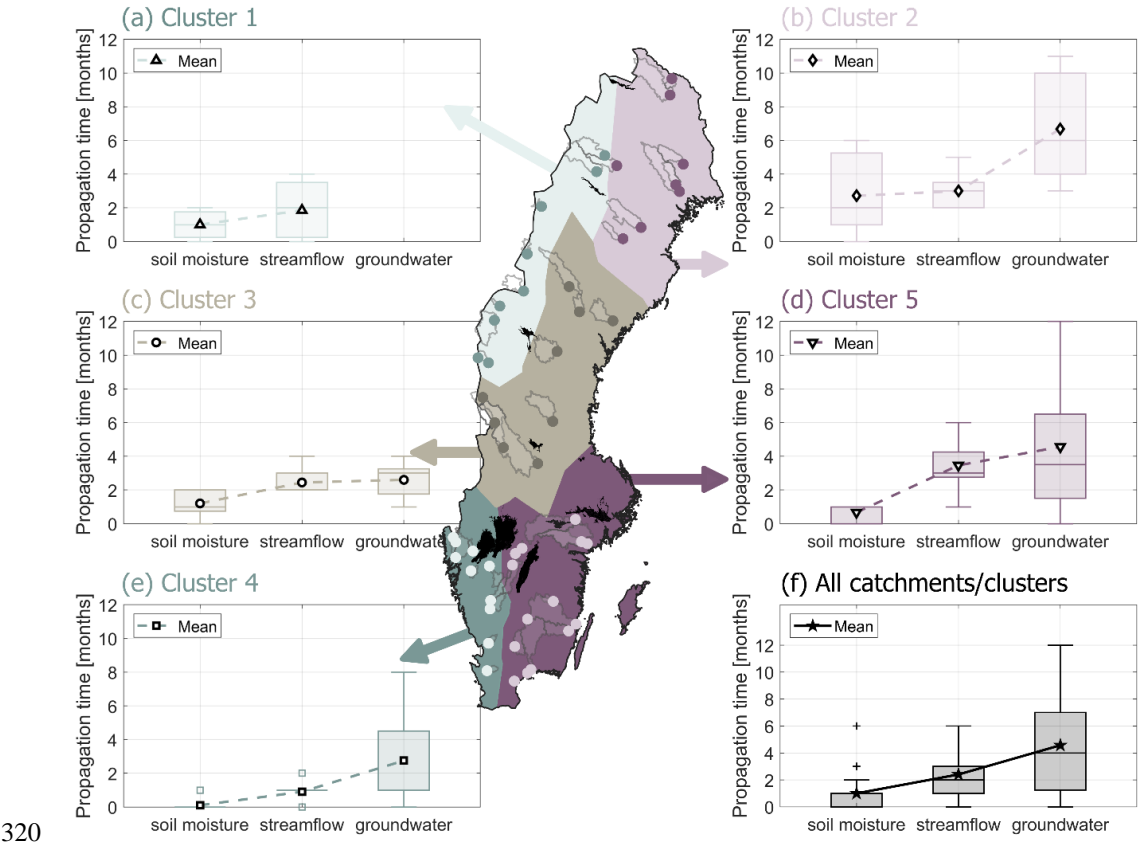 (a) Cluster 1
Propagation time [months]
12
10
8
6
4
2
0
Mean
soil moisture streamflow groundwater
(b) Cluster 2
Propagation time [months]
12
10
8
6
4
2
0
Mean
soil moisture streamflow groundwater
(c) Cluster 3
Propagation time [months]
12
10
8
6
4
2
0
Mean
soil moisture streamflow groundwater
(d) Cluster 5
Propagation time [months]
12
10
8
6
4
2
0
Mean
soil moisture streamflow groundwater
(e) Cluster 4
Propagation time [months]
12
10
8
6
4
2
0
Mean
soil moisture streamflow groundwater
(f) All catchments/clusters
Propagation time [months]
12
10
8
6
4
2
0
Mean
soil moisture streamflow groundwater
320